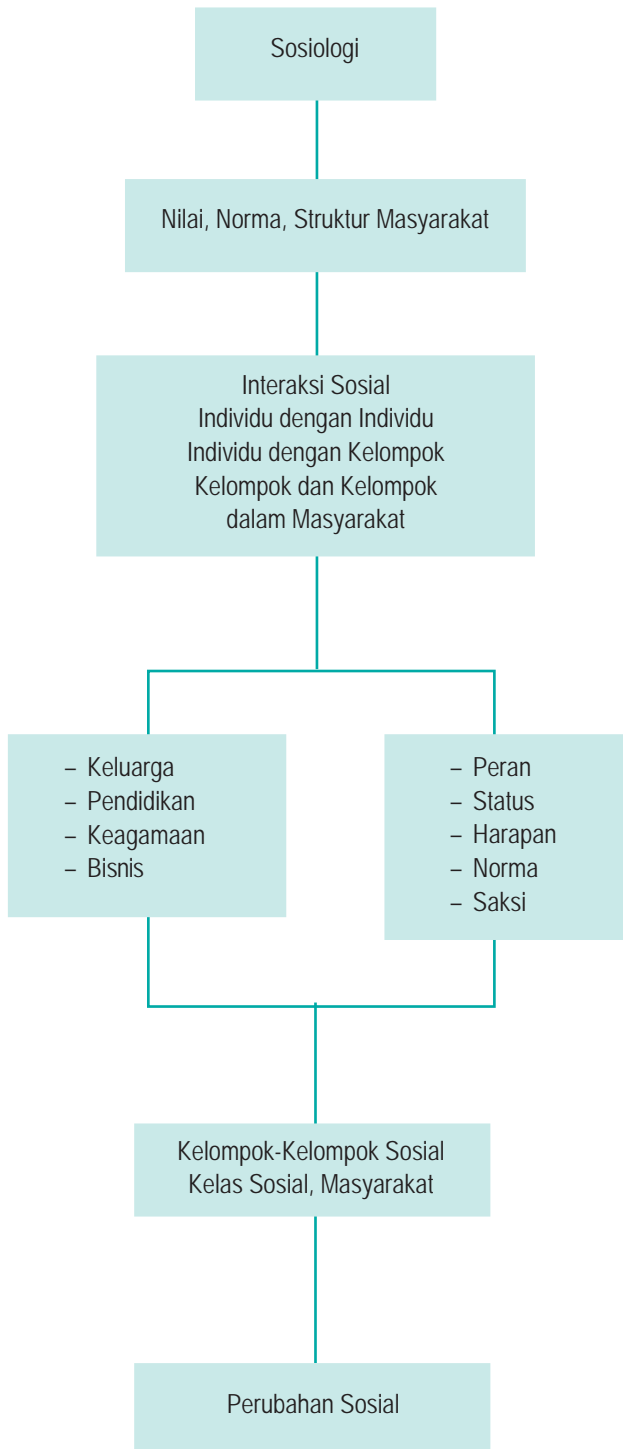 Sosiologi
Nilai, Norma, Struktur Masyarakat
Interaksi Sosial
Individu dengan Individu
Individu dengan Kelompok
Kelompok dan Kelompok
dalam Masyarakat
– Keluarga
– Pendidikan
– Keagamaan
– Bisnis
– Peran
– Status
– Harapan
– Norma
– Saksi
Kelompok-Kelompok Sosial
Kelas Sosial, Masyarakat
Perubahan Sosial